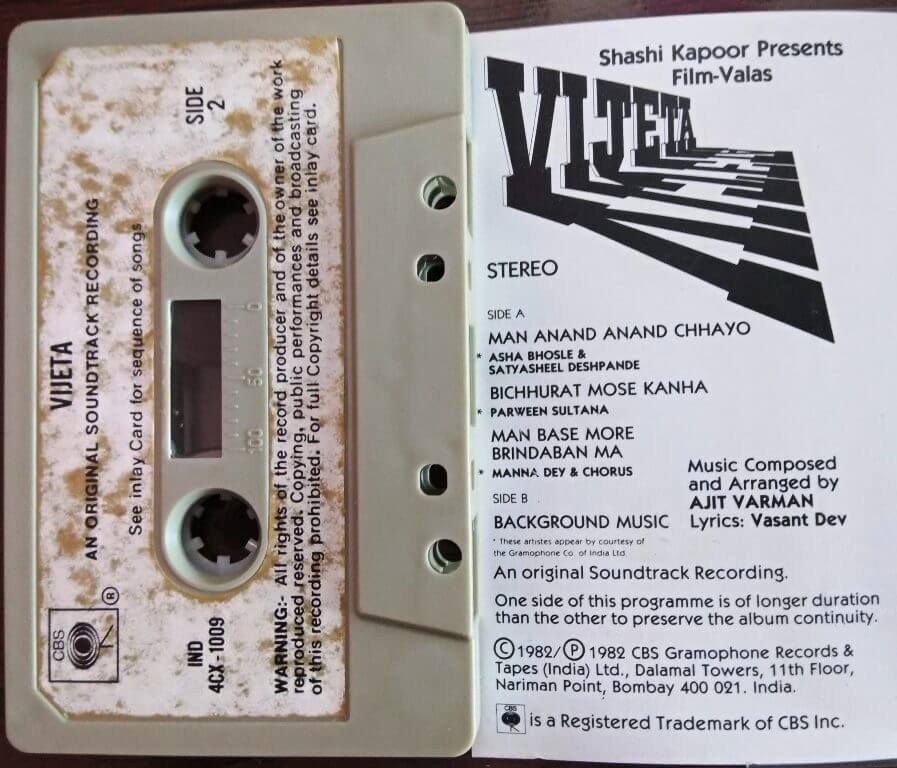 VIJETA
AN ORIGINAL SOUNDTRACK RECORDING
See inlay Card for sequence of songs
SIDE
2
CBS
®
IND
4CX-1009
0
50
100
WARNING:- All rights of the record producer and of the owner of the work
reproduced reserved. Copying, public performances and broadcasting
of this recording prohibited. For full Copyright details see inlay card.
Shashi Kapoor Presents
Film-Valas
VIJETA
STEREO
SIDE A
MAN ANAND ANAND CHHAYO
* ASHA BHOSLE &
SATYASHEEL DESHPANDE
BICHHURAT MOSE KANHA
* PARWEEN SULTANA
MAN BASE MORE
BRINDABAN MA
* MANNA DEY & CHORUS
SIDE B
BACKGROUND MUSIC
* These artistes appear by courtesy of
the Gramophone Co. of India Ltd.
Music Composed
and Arranged by
AJIT VARMAN
Lyrics: Vasant Dev
An original Soundtrack Recording.
One side of this programme is of longer duration
than the other to preserve the album continuity.
© 1982/ ℗ 1982 CBS Gramophone Records &
Tapes (India) Ltd., Dalamal Towers, 11th Floor,
Nariman Point, Bombay 400 021. India.
CBS is a Registered Trademark of CBS Inc.